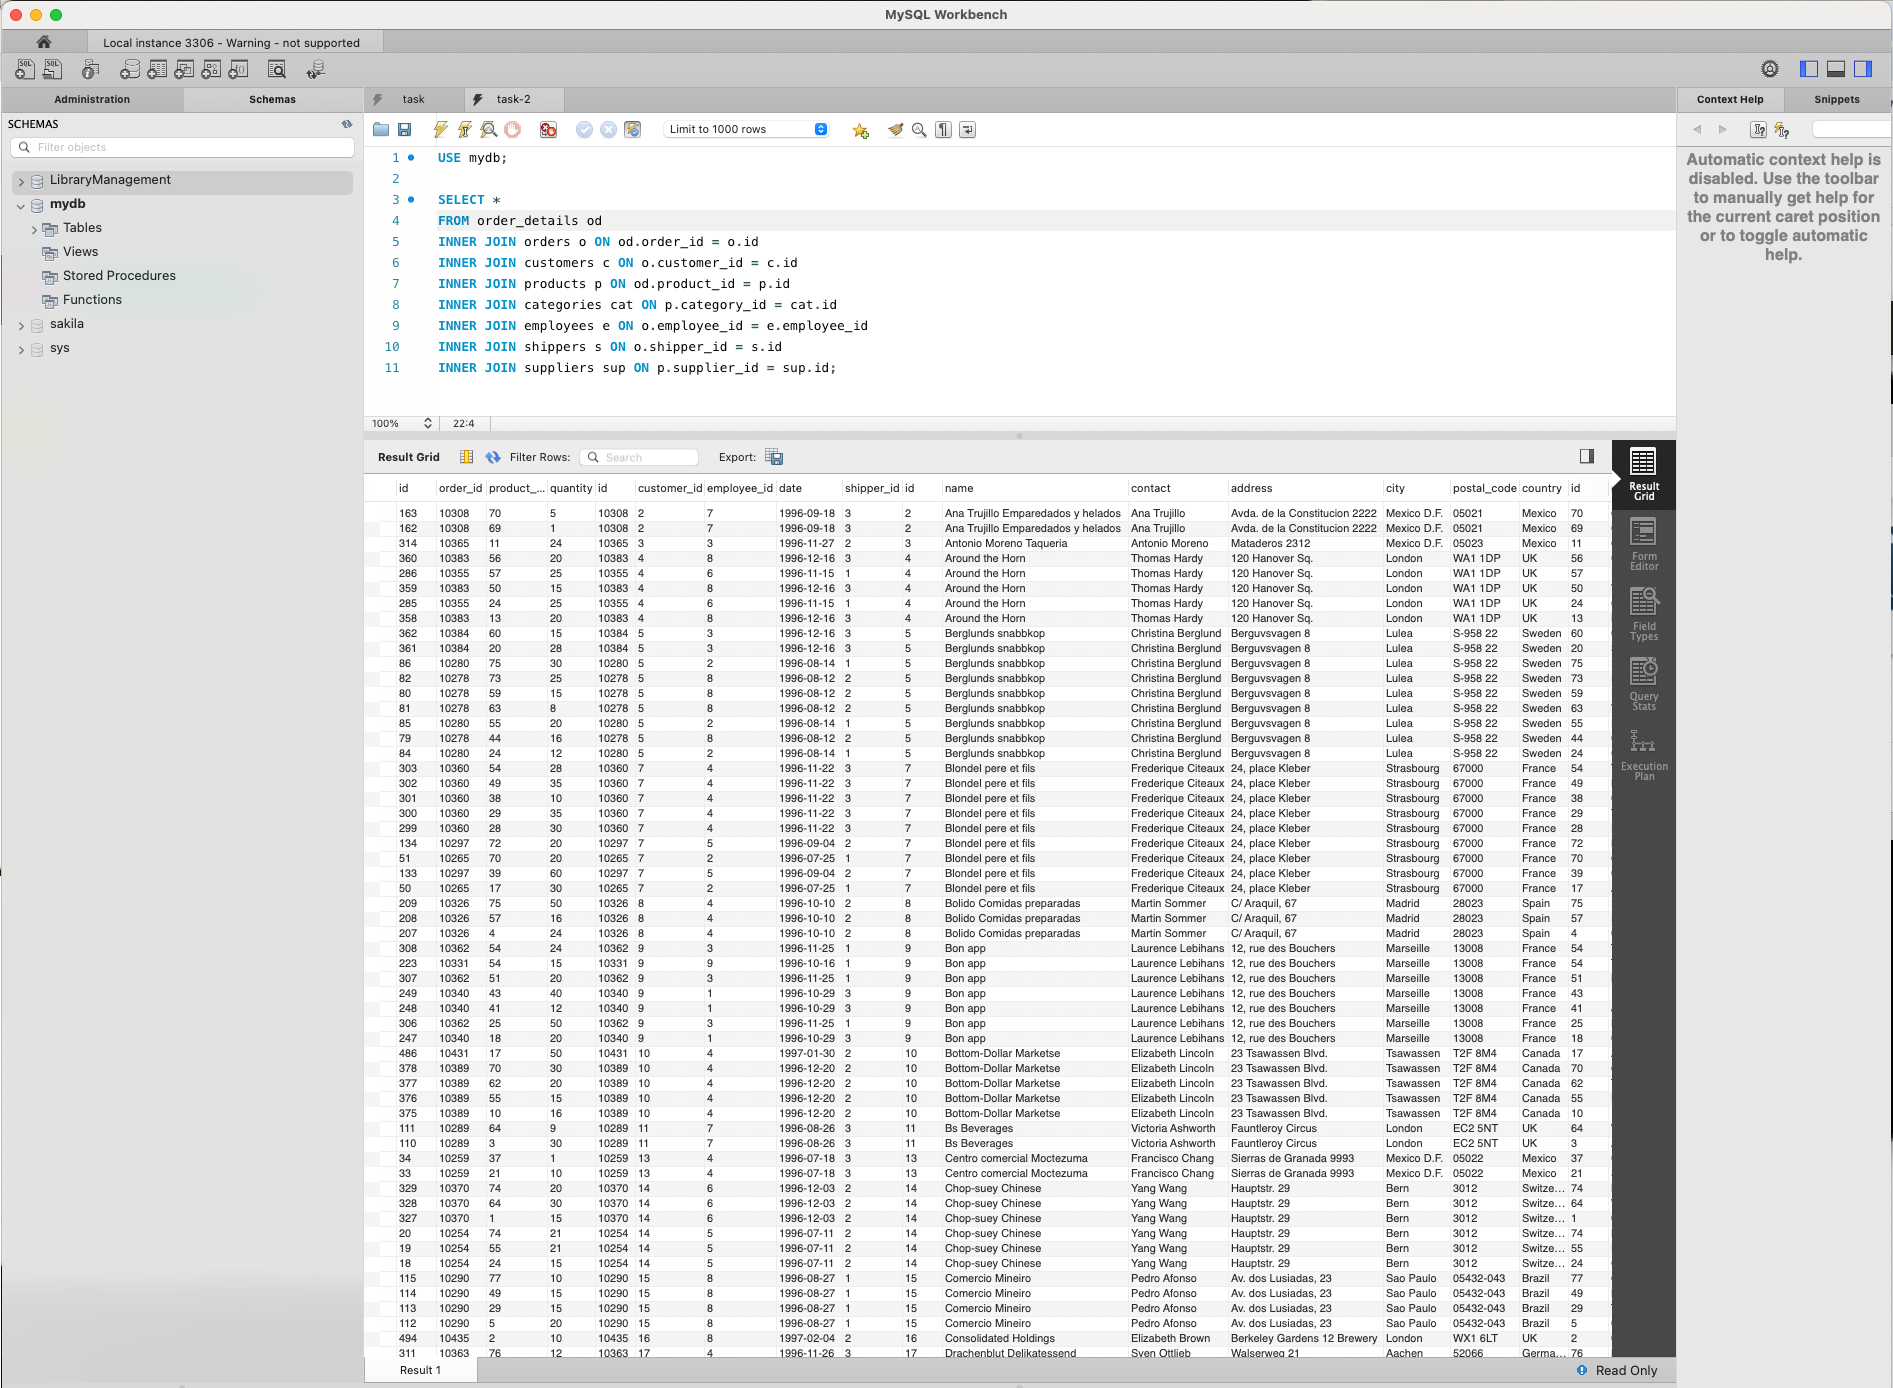 MySQL Workbench
Local instance 3306 - Warning - not supported
Administration
Schemas
SCHEMAS
Filter objects
LibraryManagement
mydb
Tables
Views
Stored Procedures
Functions
sakila
sys
task
task-2
Limit to 1000 rows
1 USE mydb;
2
3 SELECT *
4 FROM order_details od
5 INNER JOIN orders o ON od.order_id = o.id
6 INNER JOIN customers c ON o.customer_id = c.id
7 INNER JOIN products p ON od.product_id = p.id
8 INNER JOIN categories cat ON p.category_id = cat.id
9 INNER JOIN employees e ON o.employee_id = e.employee_id
10 INNER JOIN shippers s ON o.shipper_id = s.id
11 INNER JOIN suppliers sup ON p.supplier_id = sup.id;
100% 22:4
Result Grid Filter Rows: Search Export:
id order_id product_... quantity id customer_id employee_id date shipper_id id name contact address city postal_code country id
163 10308 70 5 10308 2 7 1996-09-18 3 2 Ana Trujillo Emparedados y helados Ana Trujillo Avda. de la Constitucion 2222 Mexico D.F. 05021 Mexico 70
162 10308 69 1 10308 2 7 1996-09-18 3 2 Ana Trujillo Emparedados y helados Ana Trujillo Avda. de la Constitucion 2222 Mexico D.F. 05021 Mexico 69
314 10365 11 24 10365 3 3 1996-11-27 2 3 Antonio Moreno Taqueria Antonio Moreno Mataderos 2312 Mexico D.F. 05023 Mexico 11
360 10383 56 20 10383 4 8 1996-12-16 3 4 Around the Horn Thomas Hardy 120 Hanover Sq. London WA1 1DP UK 56
286 10355 57 25 10355 4 6 1996-11-15 1 4 Around the Horn Thomas Hardy 120 Hanover Sq. London WA1 1DP UK 57
359 10383 50 15 10383 4 8 1996-12-16 3 4 Around the Horn Thomas Hardy 120 Hanover Sq. London WA1 1DP UK 50
285 10355 24 25 10355 4 6 1996-11-15 1 4 Around the Horn Thomas Hardy 120 Hanover Sq. London WA1 1DP UK 24
358 10383 13 20 10383 4 8 1996-12-16 3 4 Around the Horn Thomas Hardy 120 Hanover Sq. London WA1 1DP UK 13
362 10384 60 15 10384 5 3 1996-12-16 3 5 Berglunds snabbkop Christina Berglund Berguvsvagen 8 Lulea S-958 22 Sweden 60
361 10384 20 28 10384 5 3 1996-12-16 3 5 Berglunds snabbkop Christina Berglund Berguvsvagen 8 Lulea S-958 22 Sweden 20
86 10280 75 30 10280 5 2 1996-08-14 1 5 Berglunds snabbkop Christina Berglund Berguvsvagen 8 Lulea S-958 22 Sweden 75
82 10278 73 25 10278 5 8 1996-08-12 2 5 Berglunds snabbkop Christina Berglund Berguvsvagen 8 Lulea S-958 22 Sweden 73
80 10278 59 15 10278 5 8 1996-08-12 2 5 Berglunds snabbkop Christina Berglund Berguvsvagen 8 Lulea S-958 22 Sweden 59
81 10278 63 8 10278 5 8 1996-08-12 2 5 Berglunds snabbkop Christina Berglund Berguvsvagen 8 Lulea S-958 22 Sweden 63
85 10280 55 20 10280 5 2 1996-08-14 1 5 Berglunds snabbkop Christina Berglund Berguvsvagen 8 Lulea S-958 22 Sweden 55
79 10278 44 16 10278 5 8 1996-08-12 2 5 Berglunds snabbkop Christina Berglund Berguvsvagen 8 Lulea S-958 22 Sweden 44
84 10280 24 12 10280 5 2 1996-08-14 1 5 Berglunds snabbkop Christina Berglund Berguvsvagen 8 Lulea S-958 22 Sweden 24
303 10360 54 28 10360 7 4 1996-11-22 3 7 Blondel pere et fils Frederique Citeaux 24, place Kleber Strasbourg 67000 France 54
302 10360 49 35 10360 7 4 1996-11-22 3 7 Blondel pere et fils Frederique Citeaux 24, place Kleber Strasbourg 67000 France 49
301 10360 38 10 10360 7 4 1996-11-22 3 7 Blondel pere et fils Frederique Citeaux 24, place Kleber Strasbourg 67000 France 38
300 10360 29 35 10360 7 4 1996-11-22 3 7 Blondel pere et fils Frederique Citeaux 24, place Kleber Strasbourg 67000 France 29
299 10360 28 30 10360 7 4 1996-11-22 3 7 Blondel pere et fils Frederique Citeaux 24, place Kleber Strasbourg 67000 France 28
134 10297 72 20 10297 7 5 1996-09-04 2 7 Blondel pere et fils Frederique Citeaux 24, place Kleber Strasbourg 67000 France 72
51 10265 70 20 10265 7 2 1996-07-25 1 7 Blondel pere et fils Frederique Citeaux 24, place Kleber Strasbourg 67000 France 70
133 10297 39 60 10297 7 5 1996-09-04 2 7 Blondel pere et fils Frederique Citeaux 24, place Kleber Strasbourg 67000 France 39
50 10265 17 30 10265 7 2 1996-07-25 1 7 Blondel pere et fils Frederique Citeaux 24, place Kleber Strasbourg 67000 France 17
209 10326 75 50 10326 8 4 1996-10-10 2 8 Bolido Comidas preparadas Martin Sommer C/ Araquil, 67 Madrid 28023 Spain 75
208 10326 57 16 10326 8 4 1996-10-10 2 8 Bolido Comidas preparadas Martin Sommer C/ Araquil, 67 Madrid 28023 Spain 57
207 10326 4 24 10326 8 4 1996-10-10 2 8 Bolido Comidas preparadas Martin Sommer C/ Araquil, 67 Madrid 28023 Spain 4
308 10362 54 24 10362 9 3 1996-11-25 1 9 Bon app Laurence Lebihans 12, rue des Bouchers Marseille 13008 France 54
223 10331 54 15 10331 9 9 1996-10-16 1 9 Bon app Laurence Lebihans 12, rue des Bouchers Marseille 13008 France 54
307 10362 51 20 10362 9 3 1996-11-25 1 9 Bon app Laurence Lebihans 12, rue des Bouchers Marseille 13008 France 51
249 10340 43 40 10340 9 1 1996-10-29 3 9 Bon app Laurence Lebihans 12, rue des Bouchers Marseille 13008 France 43
248 10340 41 12 10340 9 1 1996-10-29 3 9 Bon app Laurence Lebihans 12, rue des Bouchers Marseille 13008 France 41
306 10362 25 50 10362 9 3 1996-11-25 1 9 Bon app Laurence Lebihans 12, rue des Bouchers Marseille 13008 France 25
247 10340 18 20 10340 9 1 1996-10-29 3 9 Bon app Laurence Lebihans 12, rue des Bouchers Marseille 13008 France 18
486 10431 17 50 10431 10 4 1997-01-30 2 10 Bottom-Dollar Marketse Elizabeth Lincoln 23 Tsawassen Blvd. Tsawassen T2F 8M4 Canada 17
378 10389 70 30 10389 10 4 1996-12-20 2 10 Bottom-Dollar Marketse Elizabeth Lincoln 23 Tsawassen Blvd. Tsawassen T2F 8M4 Canada 70
377 10389 62 20 10389 10 4 1996-12-20 2 10 Bottom-Dollar Marketse Elizabeth Lincoln 23 Tsawassen Blvd. Tsawassen T2F 8M4 Canada 62
376 10389 55 15 10389 10 4 1996-12-20 2 10 Bottom-Dollar Marketse Elizabeth Lincoln 23 Tsawassen Blvd. Tsawassen T2F 8M4 Canada 55
375 10389 10 16 10389 10 4 1996-12-20 2 10 Bottom-Dollar Marketse Elizabeth Lincoln 23 Tsawassen Blvd. Tsawassen T2F 8M4 Canada 10
111 10289 64 9 10289 11 7 1996-08-26 3 11 Bs Beverages Victoria Ashworth Fauntleroy Circus London EC2 5NT UK 64
110 10289 3 30 10289 11 7 1996-08-26 3 11 Bs Beverages Victoria Ashworth Fauntleroy Circus London EC2 5NT UK 3
34 10259 37 1 10259 13 4 1996-07-18 3 13 Centro comercial Moctezuma Francisco Chang Sierras de Granada 9993 Mexico D.F. 05022 Mexico 37
33 10259 21 10 10259 13 4 1996-07-18 3 13 Centro comercial Moctezuma Francisco Chang Sierras de Granada 9993 Mexico D.F. 05022 Mexico 21
329 10370 74 20 10370 14 6 1996-12-03 2 14 Chop-suey Chinese Yang Wang Hauptstr. 29 Bern 3012 Switze... 74
328 10370 64 30 10370 14 6 1996-12-03 2 14 Chop-suey Chinese Yang Wang Hauptstr. 29 Bern 3012 Switze... 64
327 10370 1 15 10370 14 6 1996-12-03 2 14 Chop-suey Chinese Yang Wang Hauptstr. 29 Bern 3012 Switze... 1
20 10254 74 21 10254 14 5 1996-07-11 2 14 Chop-suey Chinese Yang Wang Hauptstr. 29 Bern 3012 Switze... 74
19 10254 55 21 10254 14 5 1996-07-11 2 14 Chop-suey Chinese Yang Wang Hauptstr. 29 Bern 3012 Switze... 55
18 10254 24 15 10254 14 5 1996-07-11 2 14 Chop-suey Chinese Yang Wang Hauptstr. 29 Bern 3012 Switze... 24
115 10290 77 10 10290 15 8 1996-08-27 1 15 Comercio Mineiro Pedro Afonso Av. dos Lusiadas, 23 Sao Paulo 05432-043 Brazil 77
114 10290 49 15 10290 15 8 1996-08-27 1 15 Comercio Mineiro Pedro Afonso Av. dos Lusiadas, 23 Sao Paulo 05432-043 Brazil 49
113 10290 29 15 10290 15 8 1996-08-27 1 15 Comercio Mineiro Pedro Afonso Av. dos Lusiadas, 23 Sao Paulo 05432-043 Brazil 29
112 10290 5 20 10290 15 8 1996-08-27 1 15 Comercio Mineiro Pedro Afonso Av. dos Lusiadas, 23 Sao Paulo 05432-043 Brazil 5
494 10435 2 10 10435 16 8 1997-02-04 2 16 Consolidated Holdings Elizabeth Brown Berkeley Gardens 12 Brewery London WX1 6LT UK 2
311 10363 76 12 10363 17 4 1996-11-26 3 17 Drachenblut Delikatessend Sven Ottlieb Walserweg 21 Aachen 52066 Germa... 76
Result 1
Read Only
Result
Grid
Form
Editor
Field
Types
Query
Stats
Execution
Plan
Context Help
Snippets
Automatic context help is
disabled. Use the toolbar
to manually get help for
the current caret position
or to toggle automatic
help.